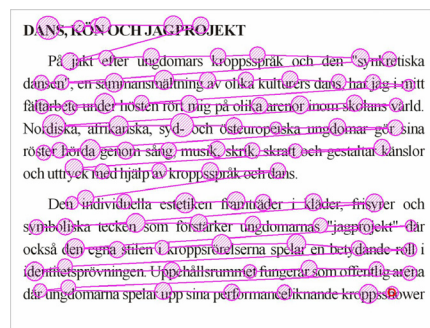 DANS, KÖN OCH JAGPROJEKT
På jakt efter ungdomars kroppsspråk och den "synkretiska
dansen", en sammansmältning av olika kulturers dans, har jag i mitt
fältarbete under hösten rört mig på olika arenor inom skolans värld.
Nordiska, afrikanska, syd- och östeuropeiska ungdomar gör sina
röster hörda genom sång, musik, skrik, skratt och gestaltar känslor
och uttryck med hjälp av kroppsspråk och dans.
Den individuella estetiken framträder i kläder, frisyrer och
symboliska tecken som förstärker ungdomarnas "jagprojekt" där
också den egna stilen i kroppsrörelserna spelar en betydande roll i
identitetsprövningen. Uppehållsrummet fungerar som offentlig arena
där ungdomarna spelar upp sina performanceliknande kroppsshower